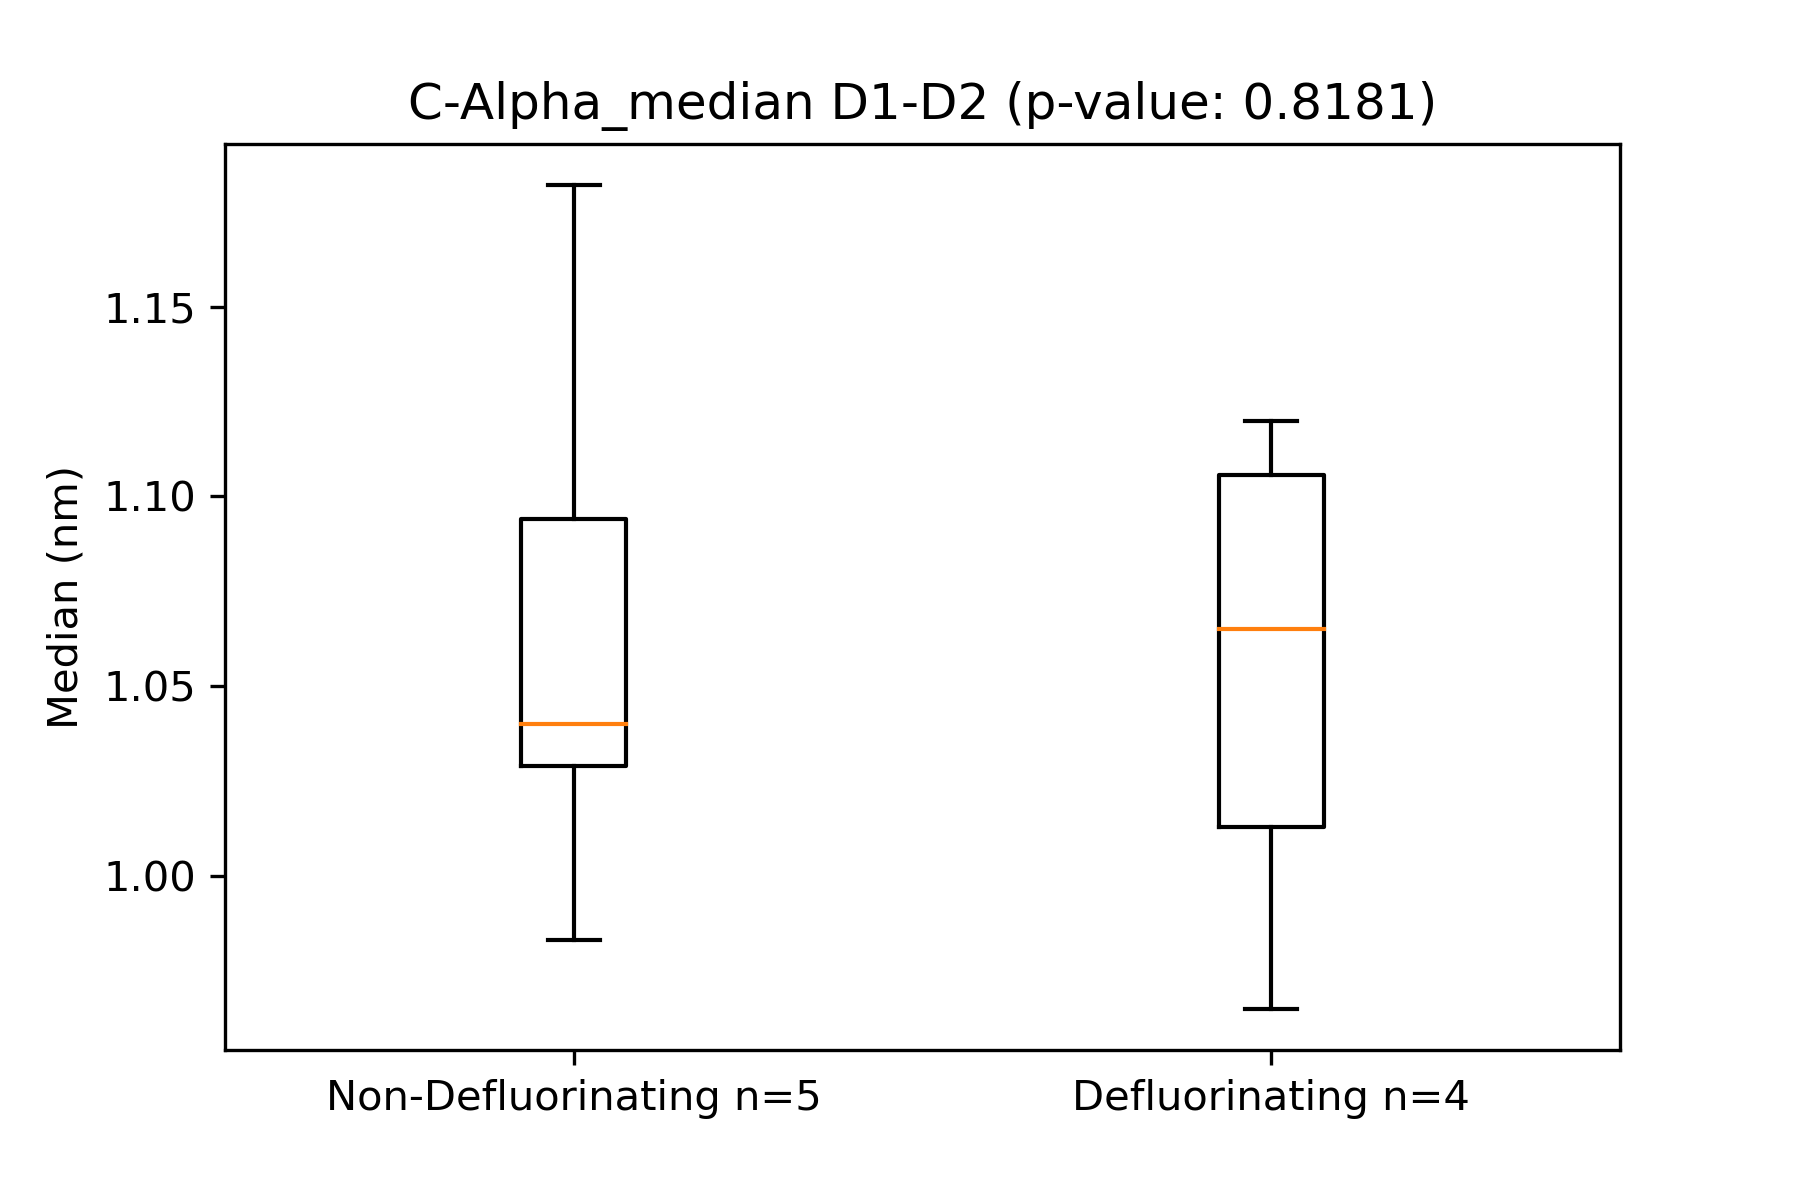 C-Alpha_median D1-D2 (p-value: 0.8181)
Median (nm)
1.15
1.10
1.05
1.00
Non-Defluorinating n=5
Defluorinating n=4